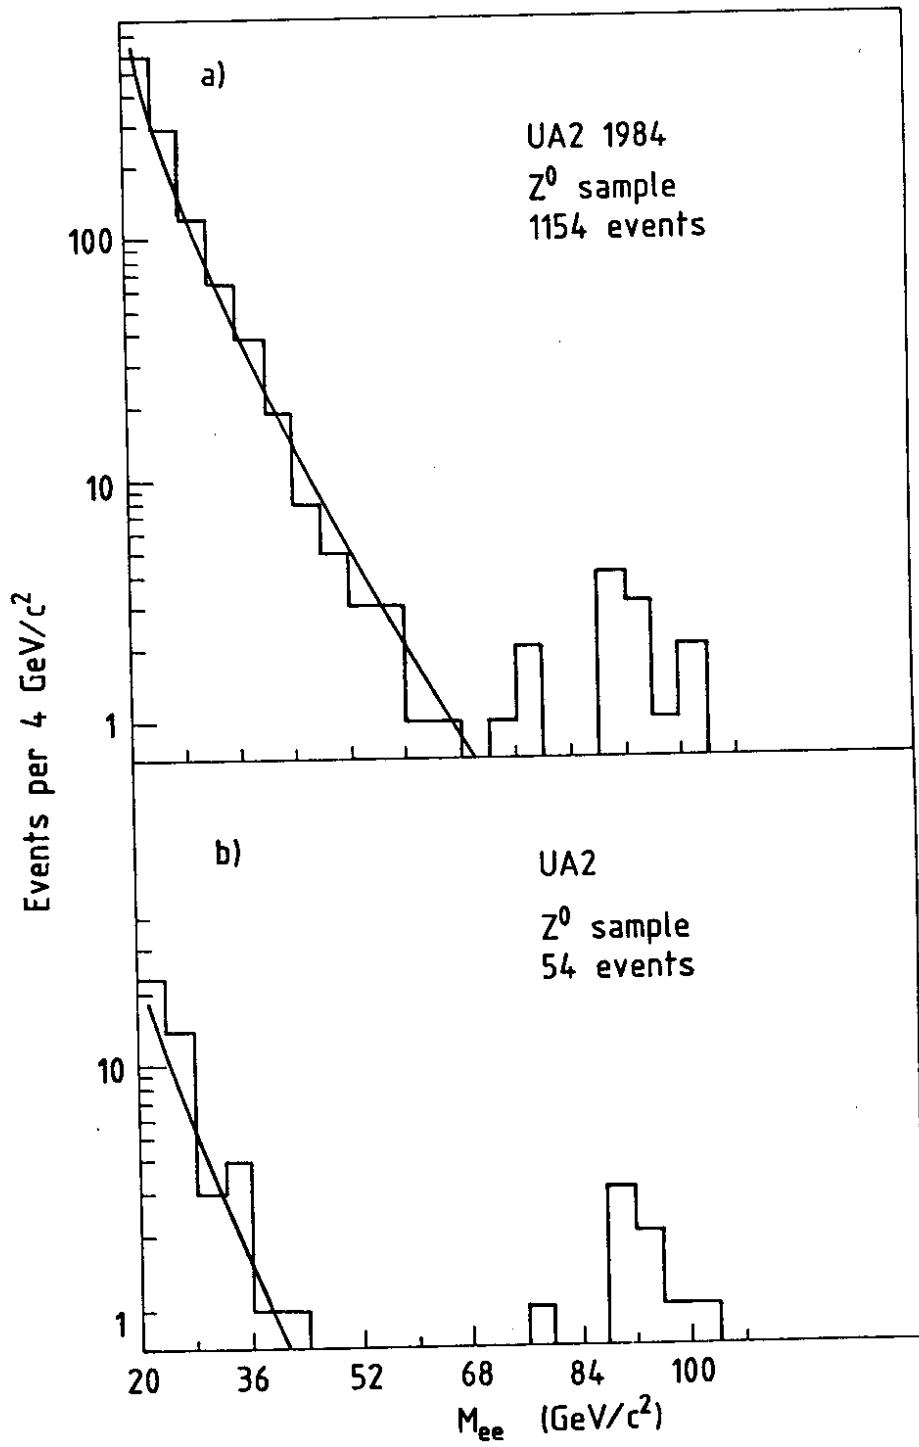 a)
UA2 1984
Z⁰ sample
1154 events
100
10
1
Events per 4 GeV/c²
b)
UA2
Z⁰ sample
54 events
10
1
20 36 52 68 84 100
Mee (GeV/c²)